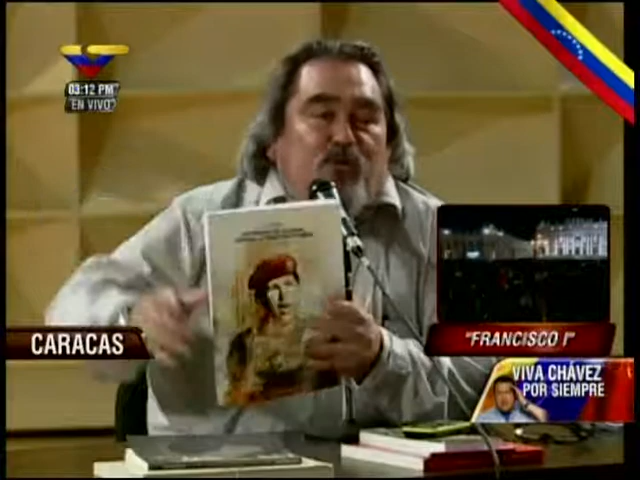 03:12 PM
EN VIVO
CARACAS
"FRANCISCO I"
VIVA CHÁVEZ
POR SIEMPRE